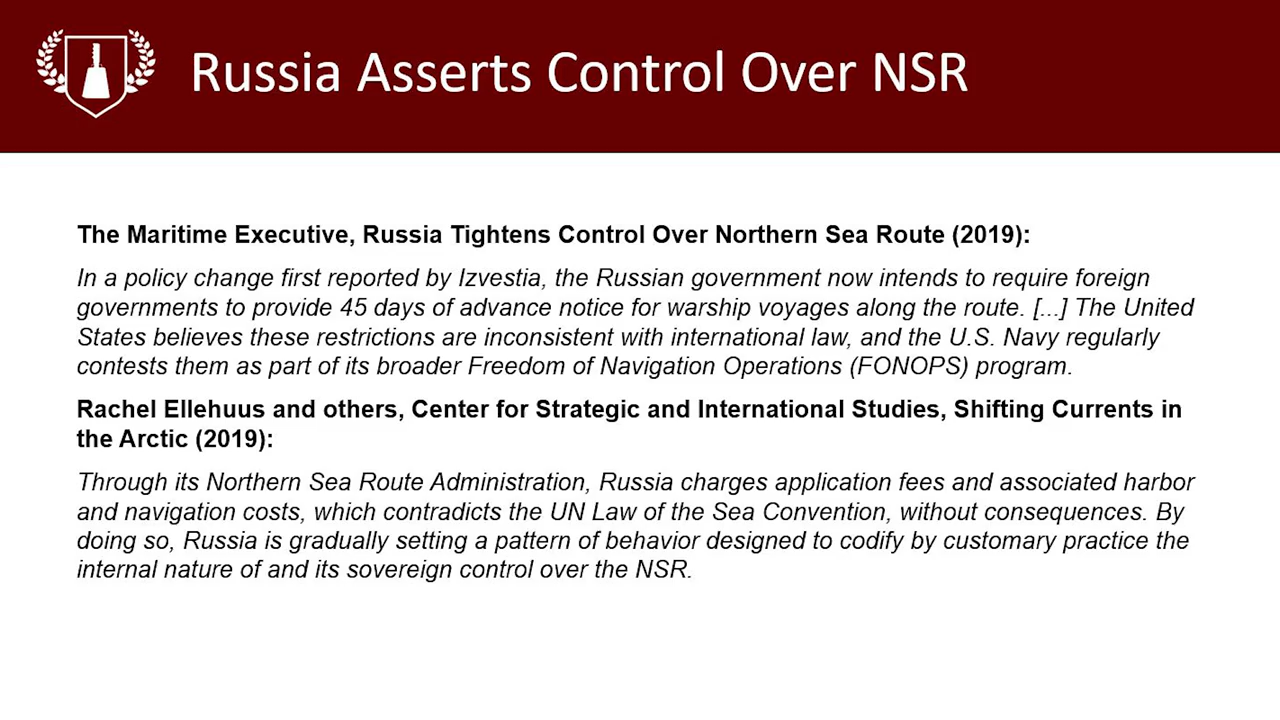 Russia Asserts Control Over NSR
The Maritime Executive, Russia Tightens Control Over Northern Sea Route (2019):
In a policy change first reported by Izvestia, the Russian government now intends to require foreign
governments to provide 45 days of advance notice for warship voyages along the route. [...] The United
States believes these restrictions are inconsistent with international law, and the U.S. Navy regularly
contests them as part of its broader Freedom of Navigation Operations (FONOPS) program.
Rachel Ellehuus and others, Center for Strategic and International Studies, Shifting Currents in
the Arctic (2019):
Through its Northern Sea Route Administration, Russia charges application fees and associated harbor
and navigation costs, which contradicts the UN Law of the Sea Convention, without consequences. By
doing so, Russia is gradually setting a pattern of behavior designed to codify by customary practice the
internal nature of and its sovereign control over the NSR.